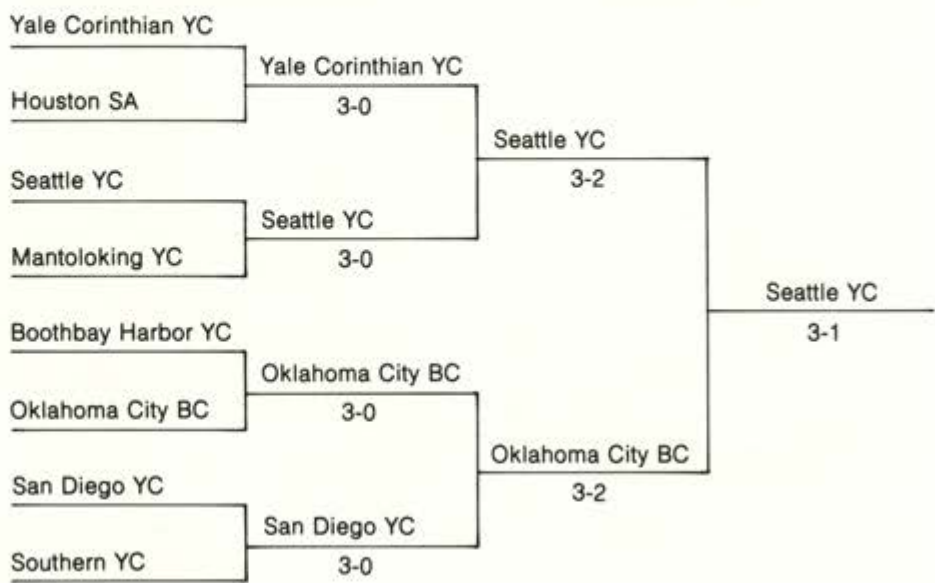 Yale Corinthian YC
Houston SA
Seattle YC
Mantoloking YC
Boothbay Harbor YC
Oklahoma City BC
San Diego YC
Southern YC
Yale Corinthian YC
3-0
Seattle YC
3-0
Oklahoma City BC
3-0
San Diego YC
3-0
Seattle YC
3-2
Oklahoma City BC
3-2
Seattle YC
3-1